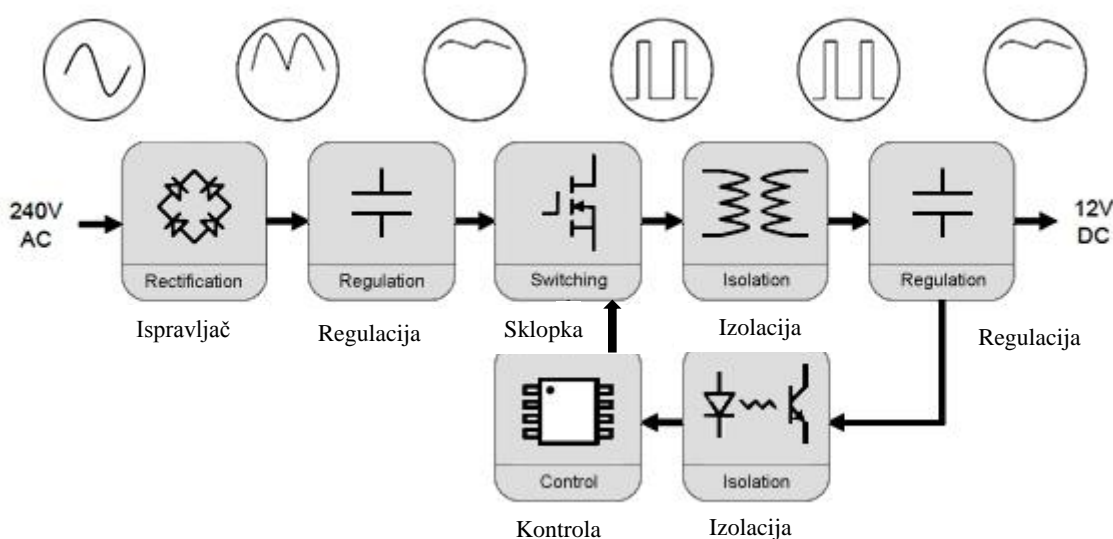 240V
AC
Rectification
Regulation
Switching
Isolation
Regulation
12V
DC
Ispravljač
Regulacija
Sklopka
Izolacija
Regulacija
Control
Isolation
Kontrola
Izolacija